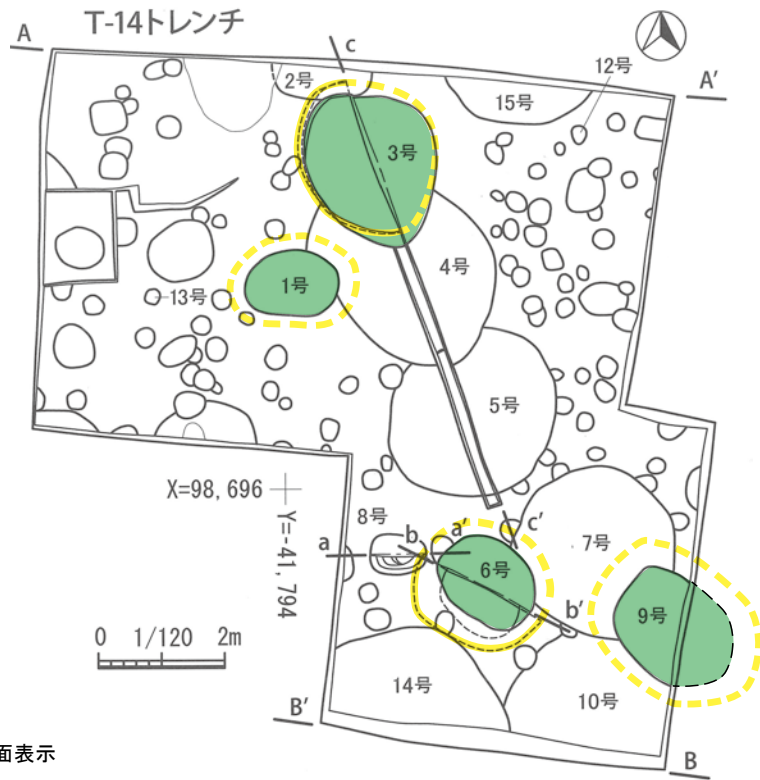 T-14トレンチ
A
c
12号
2号
A'
15号
3号
4号
1号
13号
5号
X=98,696
Y=-41,794
8号
a
b
a'
c'
7号
6号
b'
9号
0 1/120 2m
14号
10号
B'
B
面表示